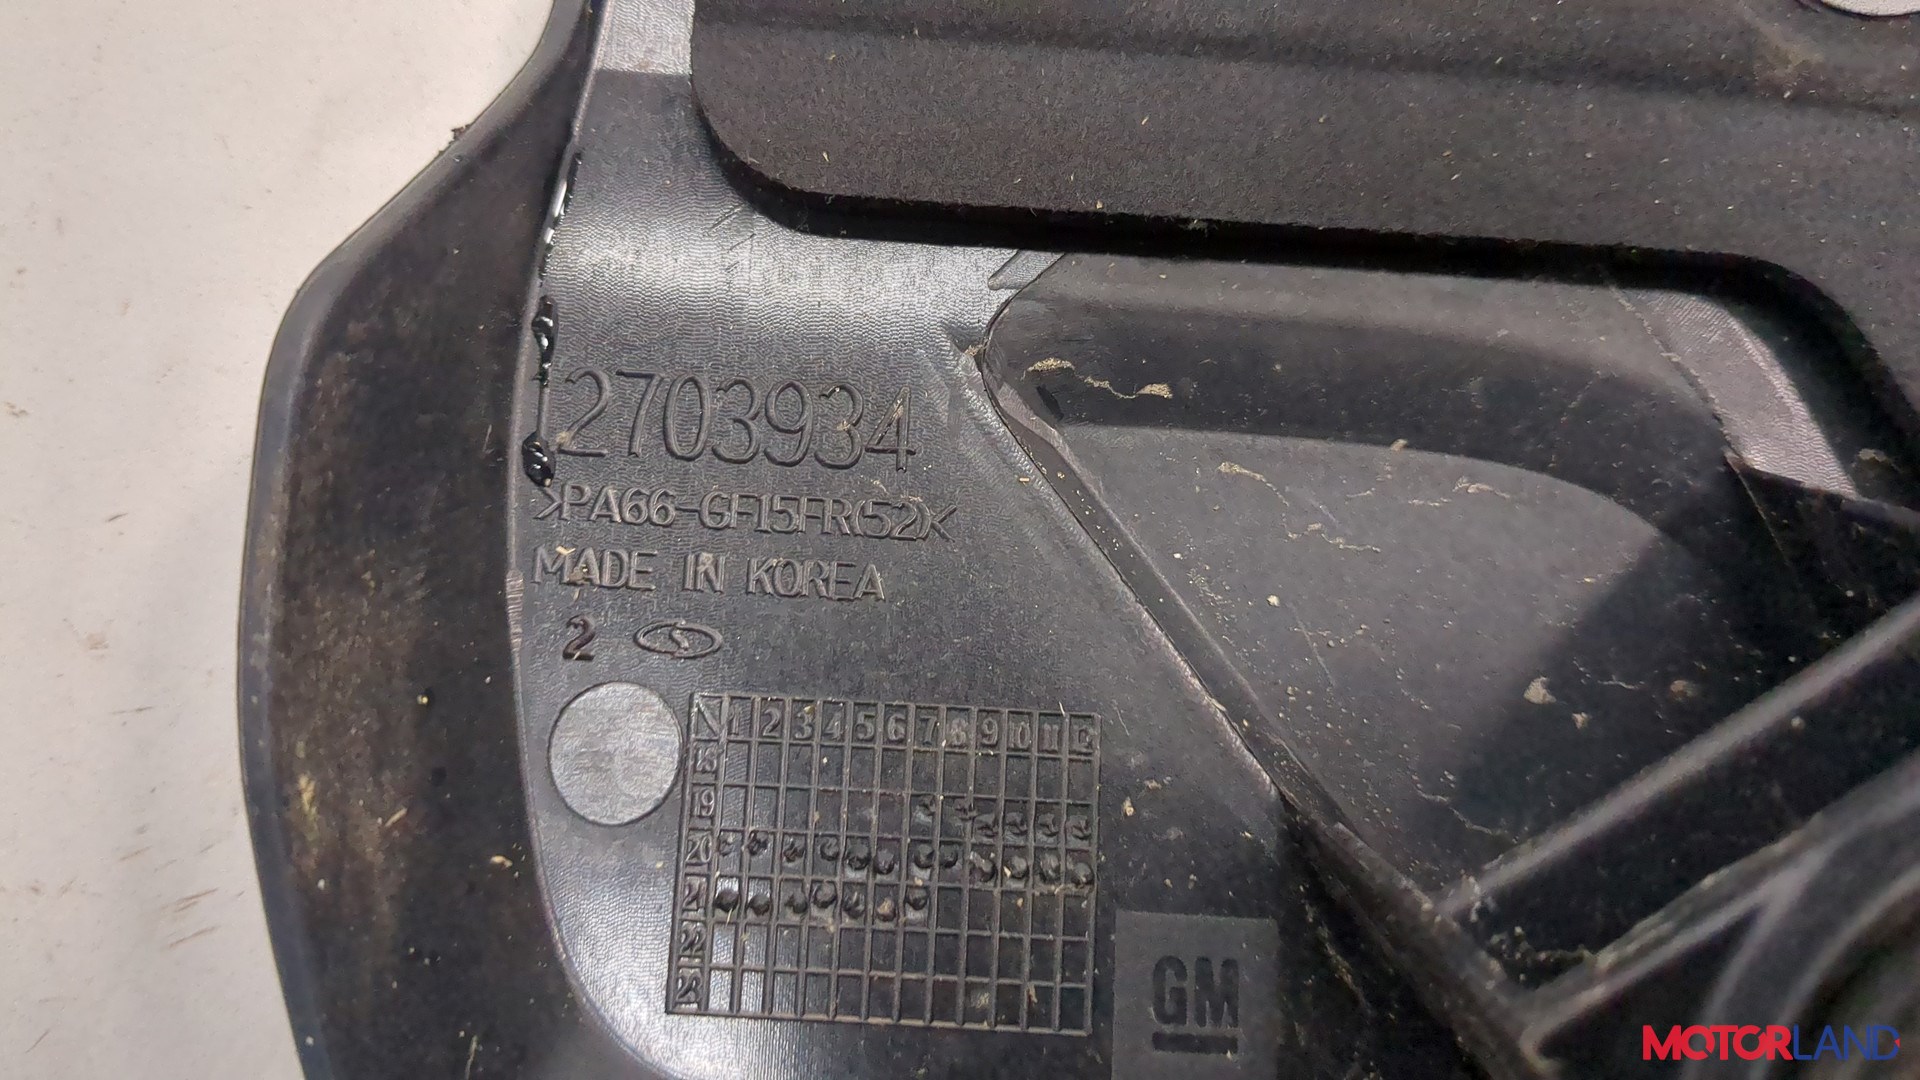 12703934
>PA66-GF15FR(52)<
MADE IN KOREA
2
1 2 3 4 5 6 7 8 9 10 11 12
18
19
20
21
22
23
GM
MOTORLAND